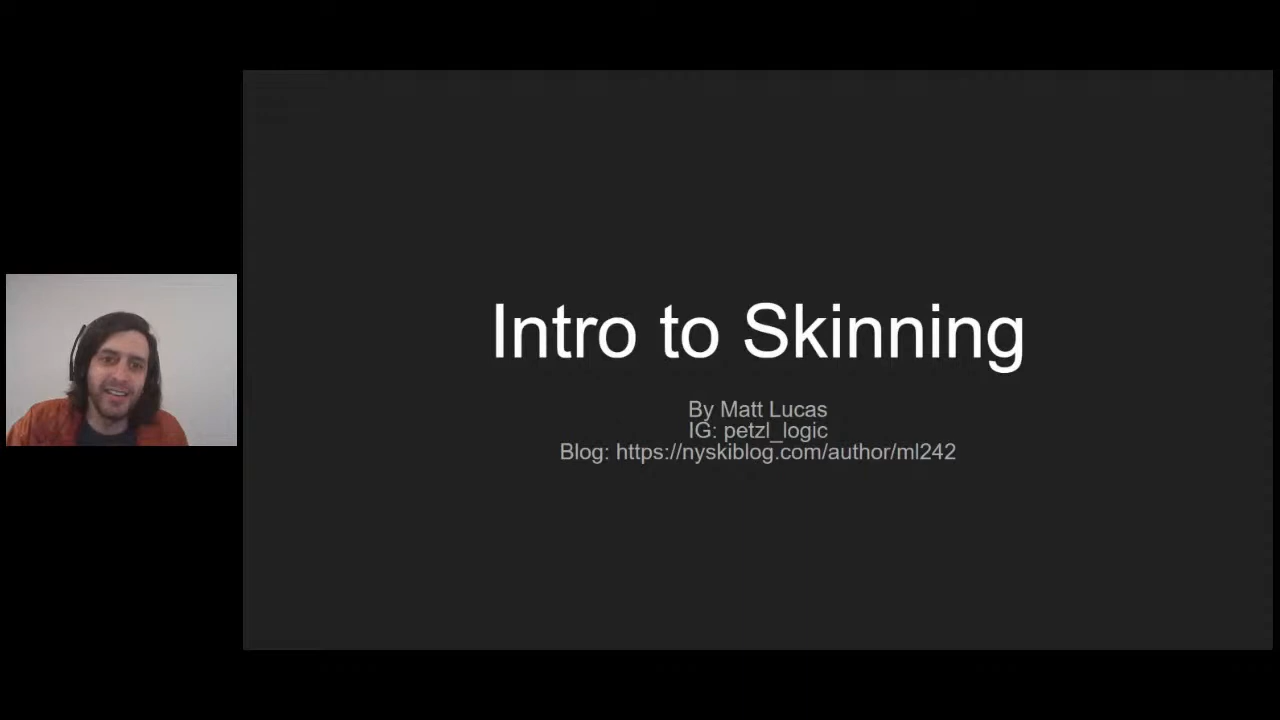 Intro to Skinning
By Matt Lucas
IG: petzl_logic
Blog: https://nyskiblog.com/author/ml242